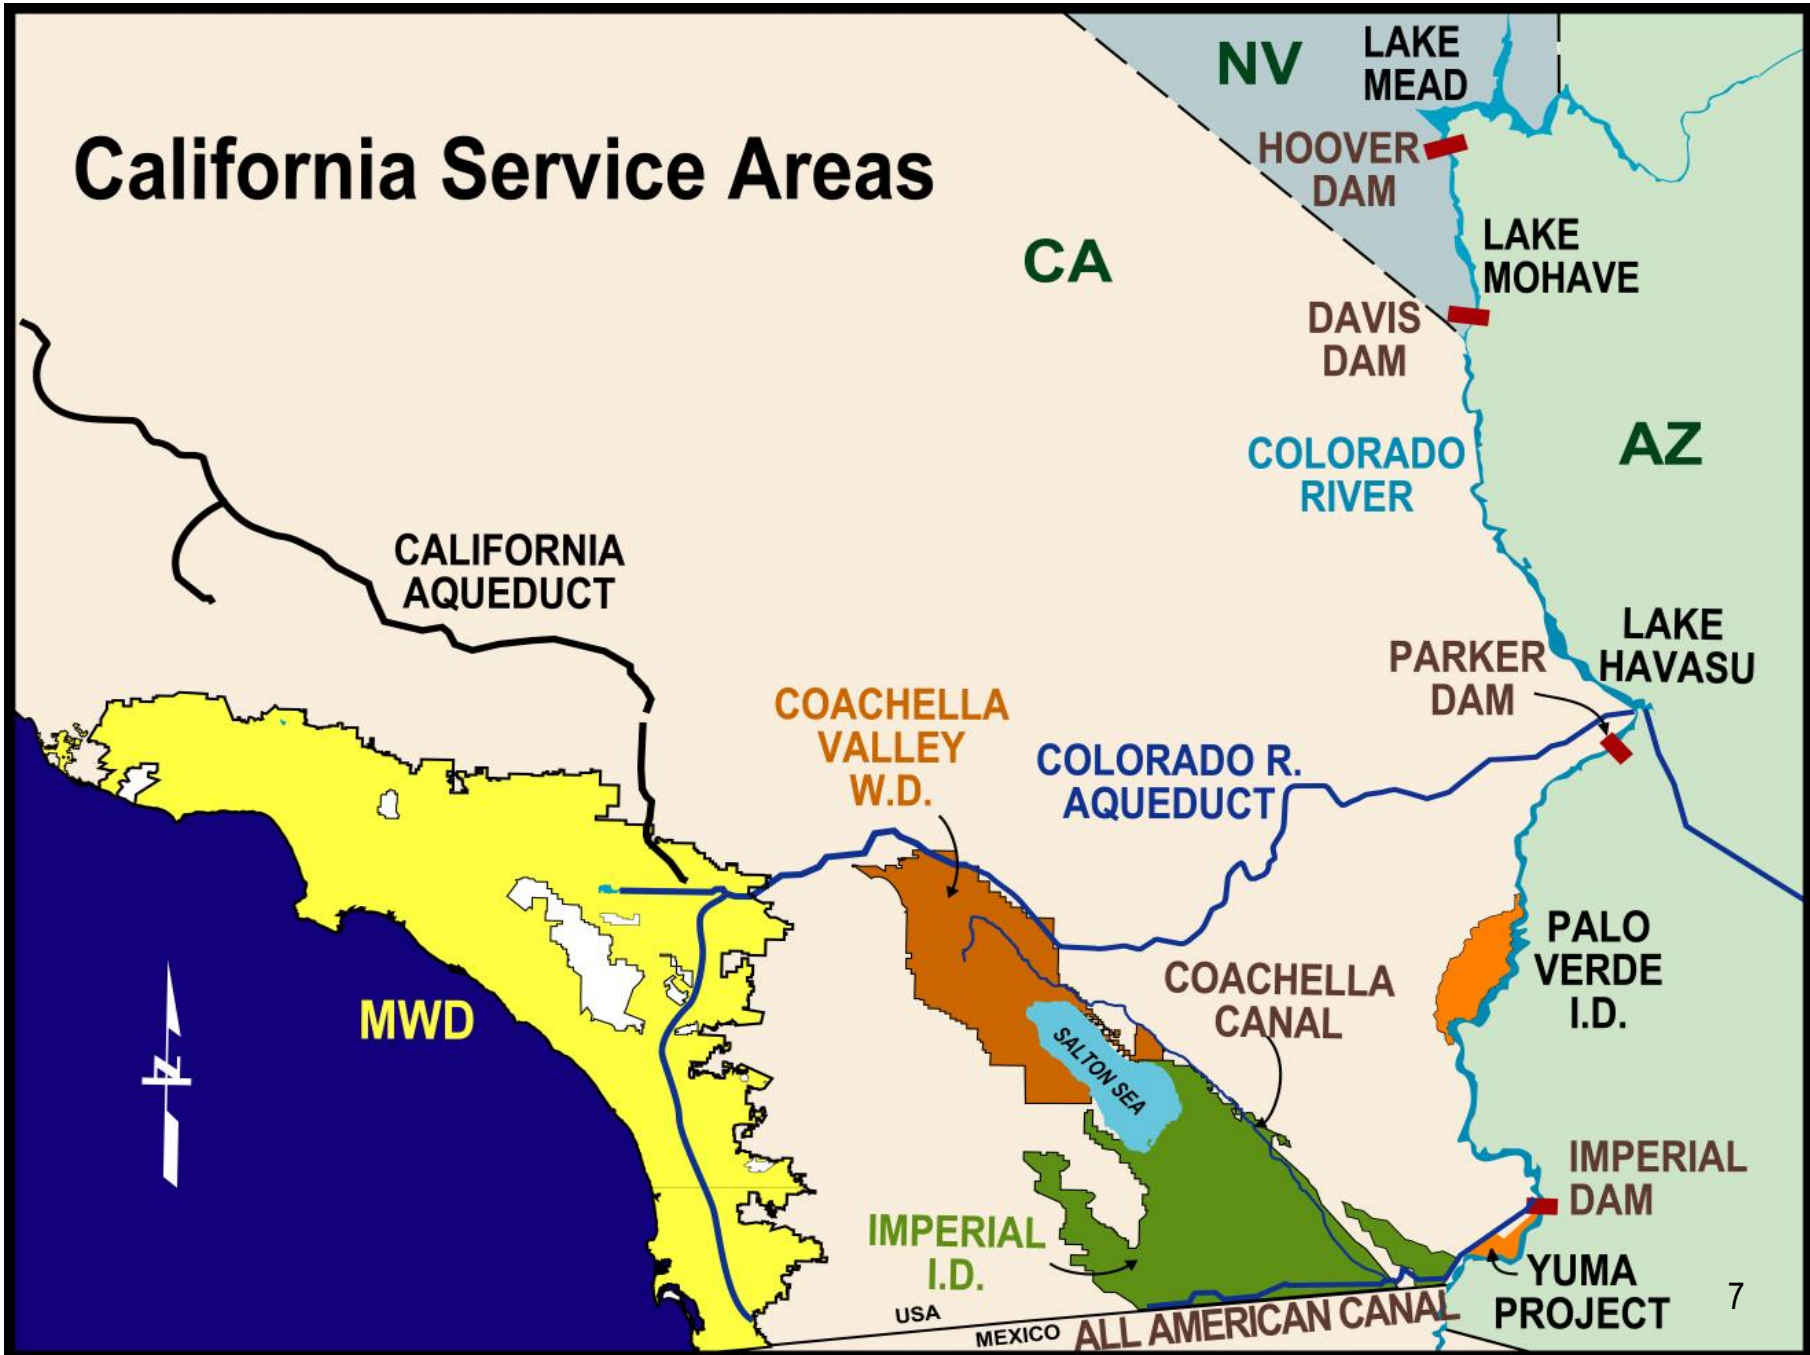 California Service Areas
NV
LAKE
MEAD
HOOVER
DAM
CA
LAKE
MOHAVE
DAVIS
DAM
COLORADO
RIVER
AZ
CALIFORNIA
AQUEDUCT
LAKE
HAVASU
PARKER
DAM
COACHELLA
VALLEY
W.D.
COLORADO R.
AQUEDUCT
PALO
VERDE
I.D.
COACHELLA
CANAL
MWD
SALTON SEA
N
IMPERIAL
DAM
IMPERIAL
I.D.
YUMA
PROJECT
7
USA
MEXICO
ALL AMERICAN CANAL